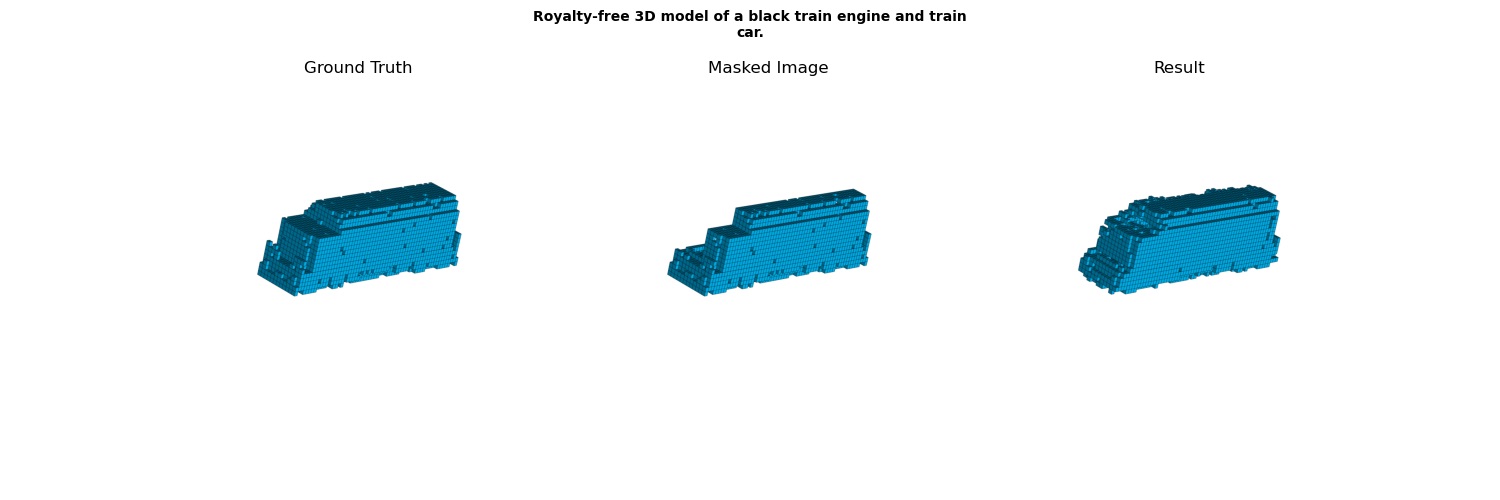 Royalty-free 3D model of a black train engine and train
car.
Ground Truth
Masked Image
Result